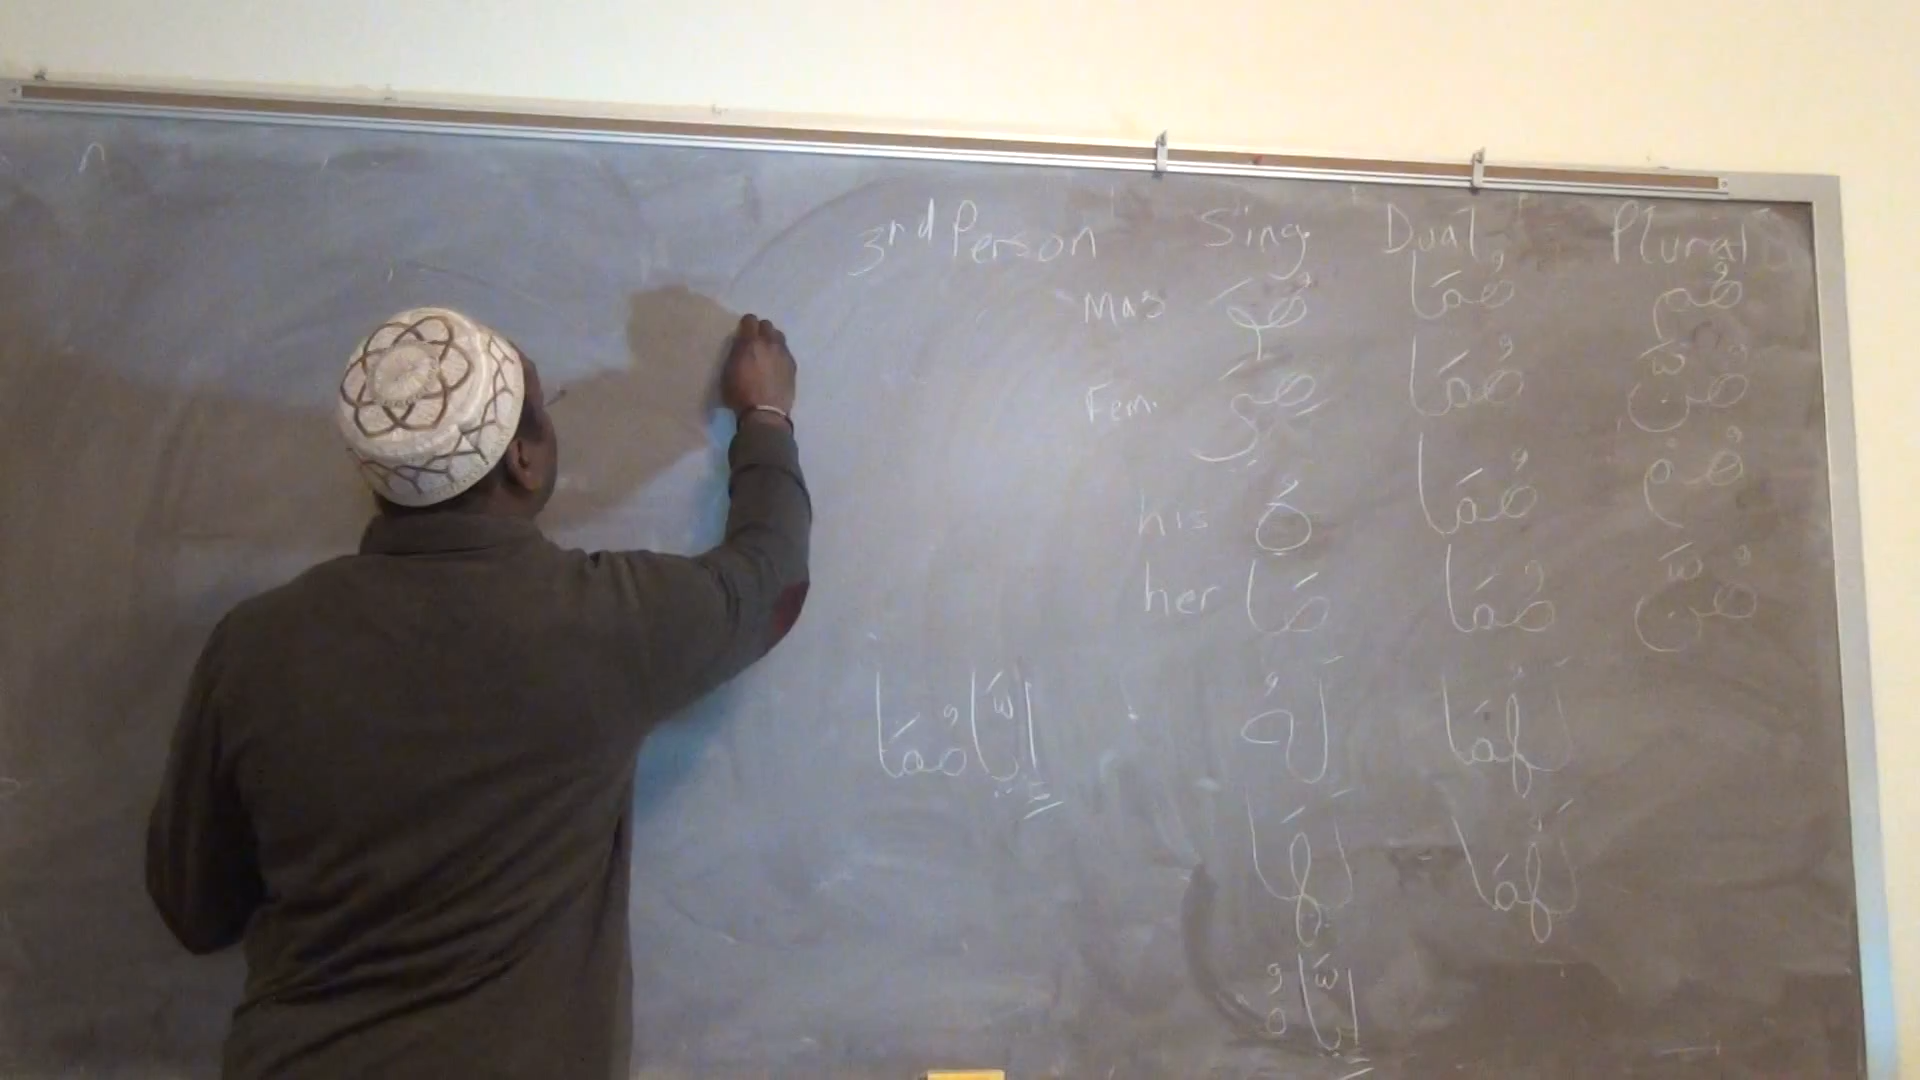 3rd Person Sing Dual Plural
Mas هُوَ هُمَا هُم
Fem. هِيَ هُمَا هُنَّ
his هُ هُمَا هُمْ
her هَا هُمَا هُنَّ
إِيَّاهُمَا لَهُ لَهُمَا
لَهَا لَهُمَا
إِيَّاهُ